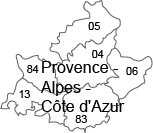 05
04
84 Provence - 06
13 Alpes -
Côte d'Azur
83